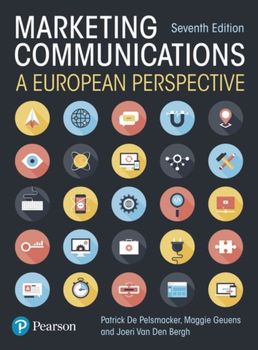 MARKETING Seventh Edition
COMMUNICATIONS
A EUROPEAN PERSPECTIVE
Pearson
Patrick De Pelsmacker, Maggie Geuens
and Joeri Van Den Bergh